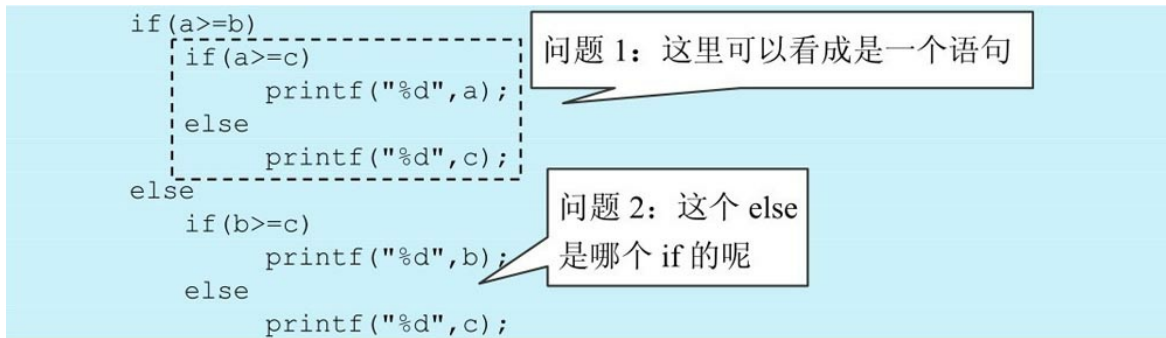 if(a>=b)
if(a>=c)
问题 1：这里可以看成是一个语句
printf("%d",a);
else
printf("%d",c);
else
问题 2：这个 else
是哪个 if 的呢
if(b>=c)
printf("%d",b);
else
printf("%d",c);